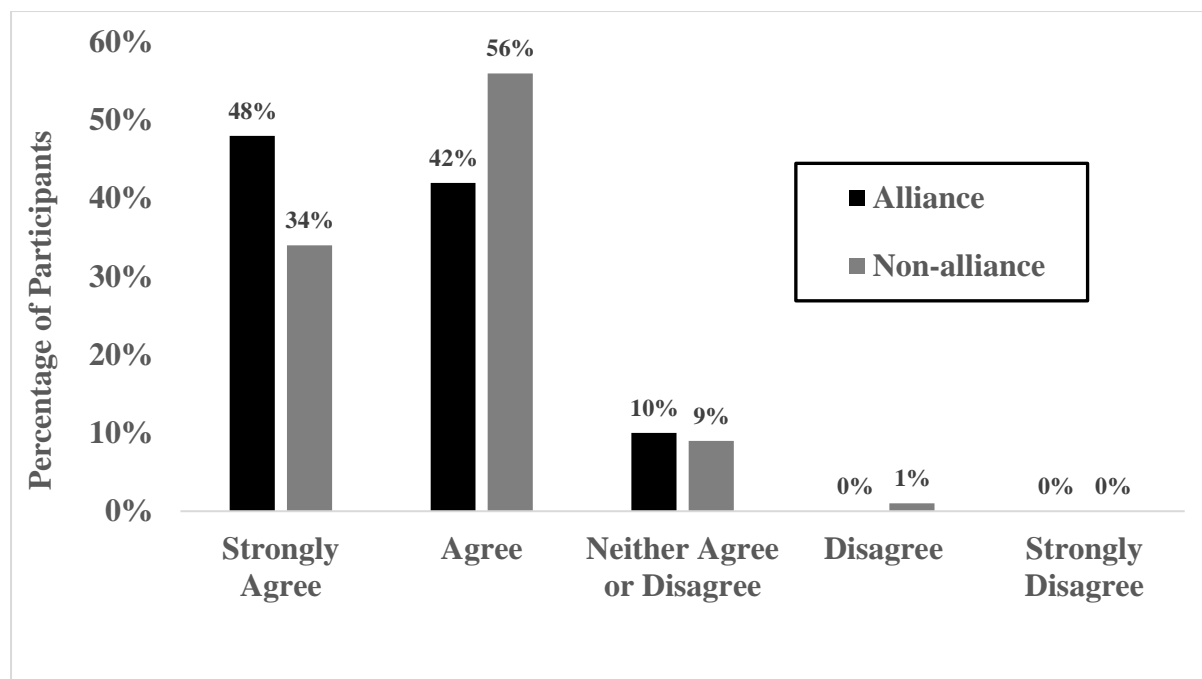 Percentage of Participants
60%
50%
40%
30%
20%
10%
0%
48%
34%
42%
56%
10%
9%
0%
1%
0%
0%
Alliance
Non-alliance
Strongly
Agree
Agree
Neither Agree
or Disagree
Disagree
Strongly
Disagree